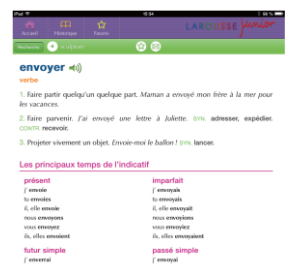 iPad
15:54
Accueil
Historique
Favoris
LAROUSSE junior
Recherche
sculpture
envoyer
verbe
1. Faire partir quelqu'un quelque part. Maman a envoyé mon frère à la mer pour
les vacances.
2. Faire parvenir. J'ai envoyé une lettre à Juliette. SYN. adresser, expédier.
CONTR. recevoir.
3. Projeter vivement un objet. Envoie-moi le ballon ! SYN. lancer.
Les principaux temps de l'indicatif
présent
j' envoie
tu envoies
il, elle envoie
nous envoyons
vous envoyez
ils, elles envoient
imparfait
j' envoyais
tu envoyais
il, elle envoyait
nous envoyions
vous envoyiez
ils, elles envoyaient
futur simple
j' enverrai
passé simple
j' envoyai